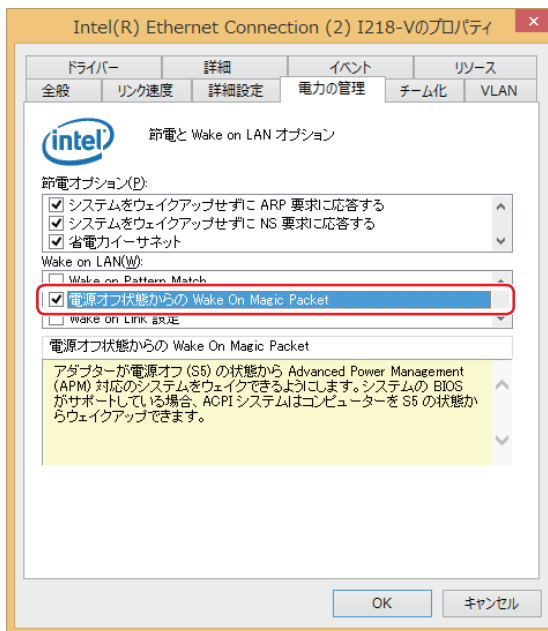 Intel(R) Ethernet Connection (2) I218-Vのプロパティ
ドライバー 詳細 イベント リソース
全般 リンク速度 詳細設定 電力の管理 チーム化 VLAN
intel 節電と Wake on LAN オプション
節電オプション(P):
システムをウェイクアップせずに ARP 要求に応答する
システムをウェイクアップせずに NS 要求に応答する
省電力イーサネット
Wake on LAN(W):
Wake on Pattern Match
電源オフ状態からの Wake On Magic Packet
Wake on Link 設定
電源オフ状態からの Wake On Magic Packet
アダプターが電源オフ (S5) の状態から Advanced Power Management
(APM) 対応のシステムをウェイクできるようにします。システムの BIOS
がサポートしている場合、ACPI システムはコンピューターを S5 の状態か
らウェイクアップできます。
OK キャンセル